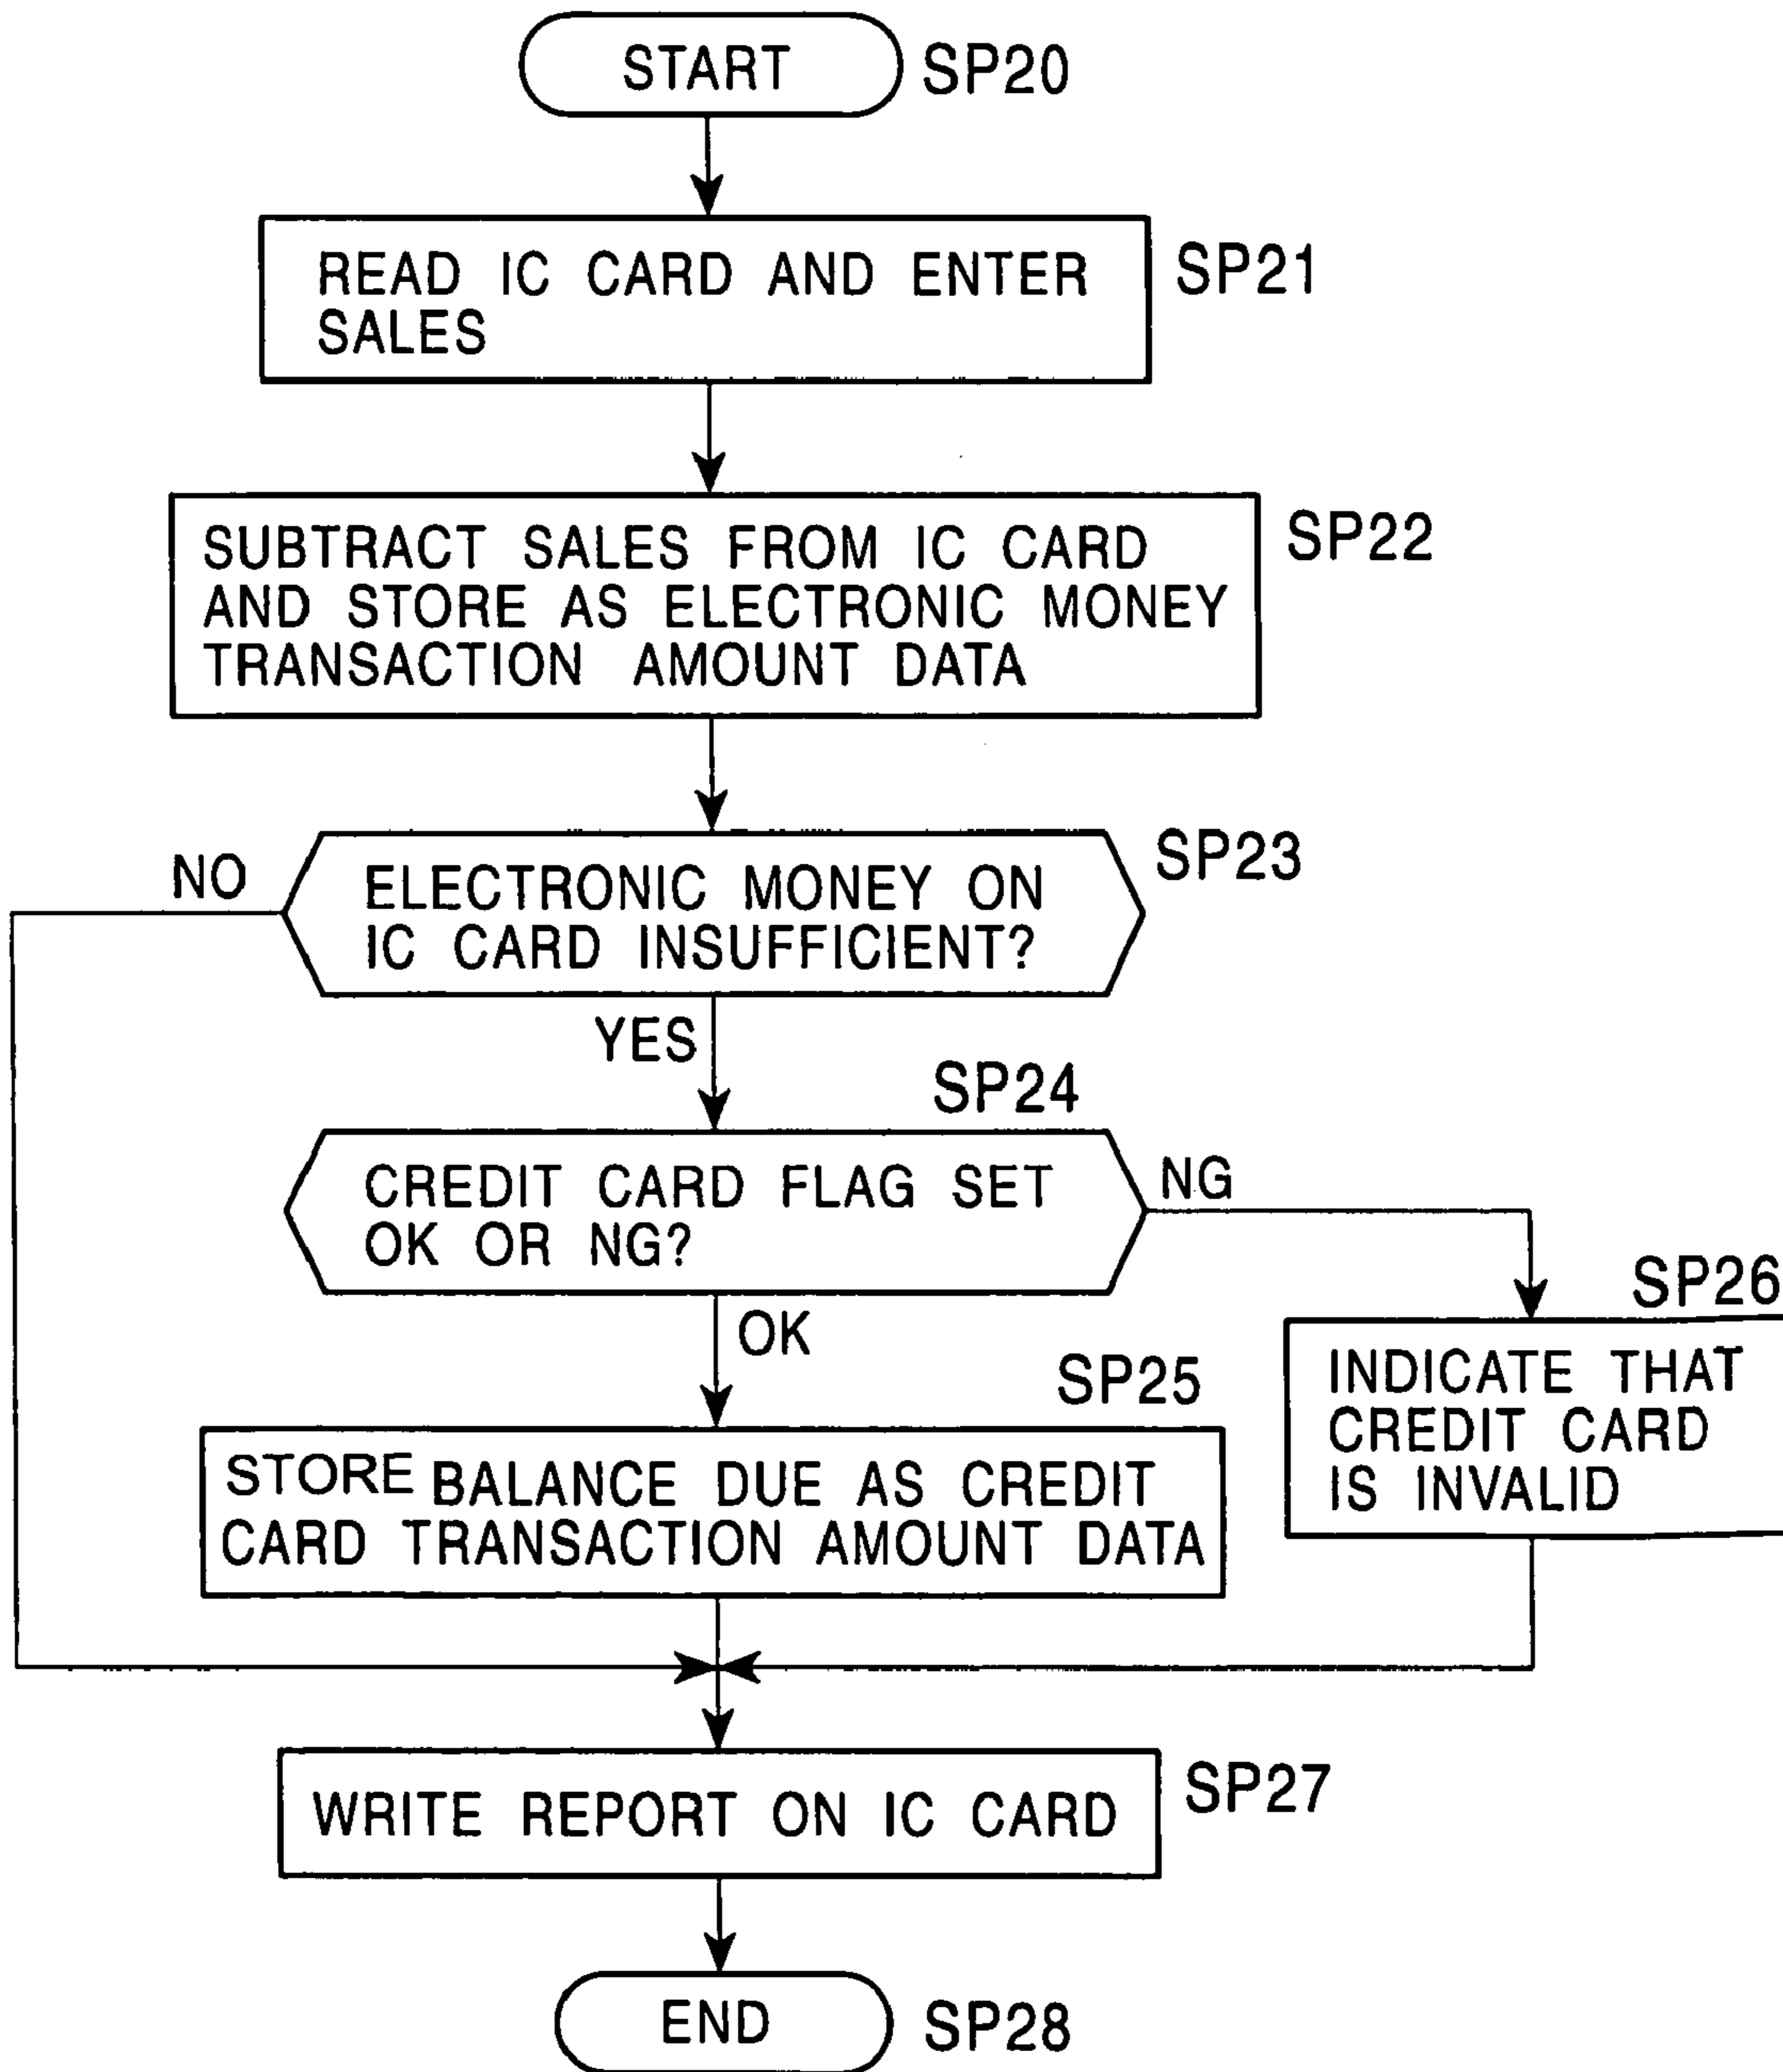 START SP20
READ IC CARD AND ENTER SP21
SALES
SUBTRACT SALES FROM IC CARD SP22
AND STORE AS ELECTRONIC MONEY
TRANSACTION AMOUNT DATA
NO SP23
ELECTRONIC MONEY ON
IC CARD INSUFFICIENT?
YES
SP24
CREDIT CARD FLAG SET NG
OK OR NG?
OK
SP26
INDICATE THAT
CREDIT CARD
IS INVALID
SP25
STORE BALANCE DUE AS CREDIT
CARD TRANSACTION AMOUNT DATA
WRITE REPORT ON IC CARD SP27
END SP28